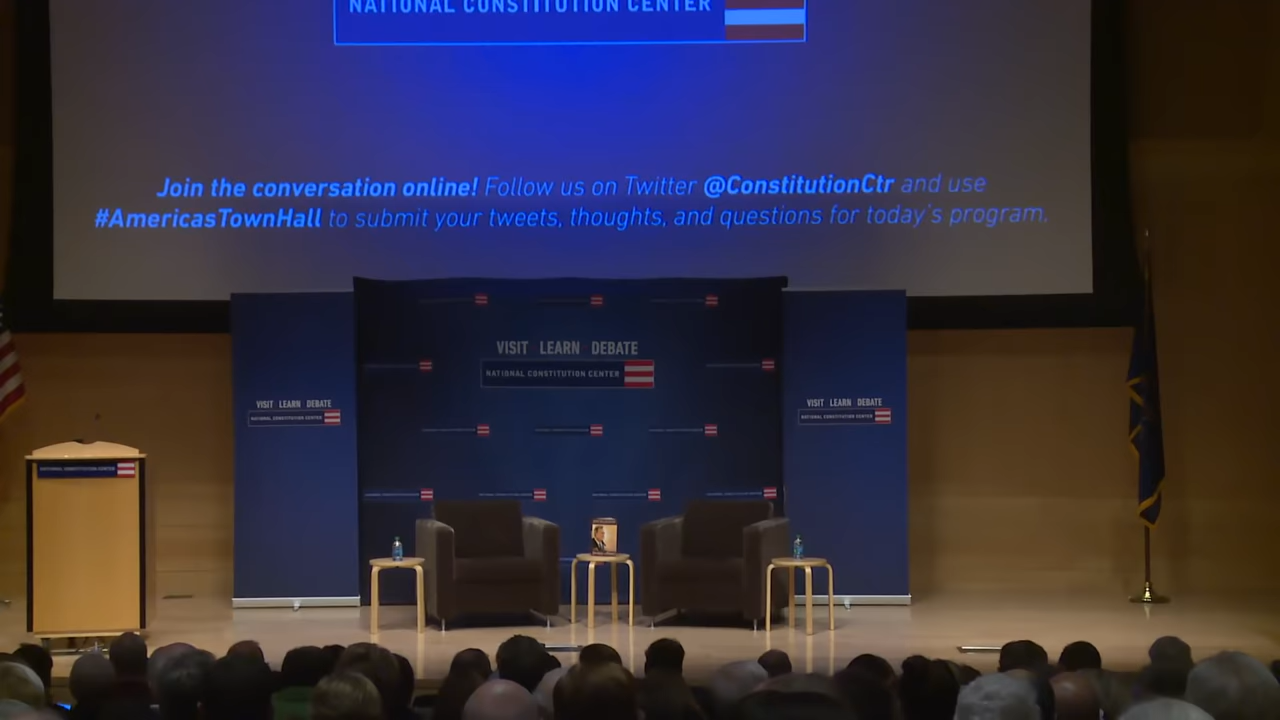 NATIONAL CONSTITUTION CENTER
Join the conversation online! Follow us on Twitter @ConstitutionCtr and use
#AmericasTownHall to submit your tweets, thoughts, and questions for today's program.
VISIT LEARN DEBATE
NATIONAL CONSTITUTION CENTER
VISIT LEARN DEBATE
NATIONAL CONSTITUTION CENTER
VISIT LEARN DEBATE
NATIONAL CONSTITUTION CENTER
NATIONAL CONSTITUTION CENTER